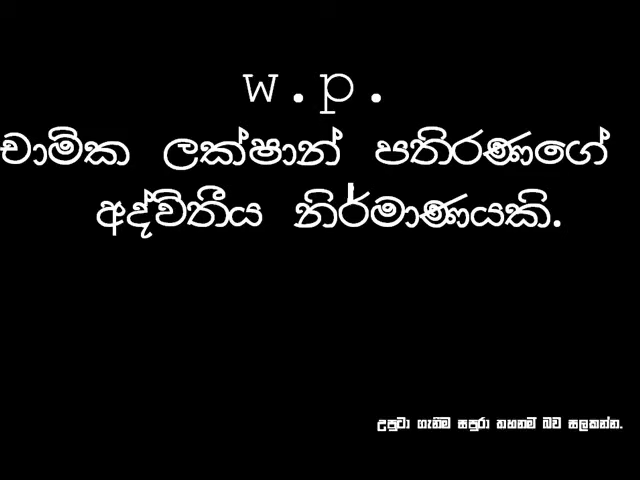 w.p.
චාමික ලක්ෂාන් පතිරණගේ
අද්විතීය නිර්මාණයකි.
උපුටා ගැනීම සපුරා තහනම් බව සලකන්න.